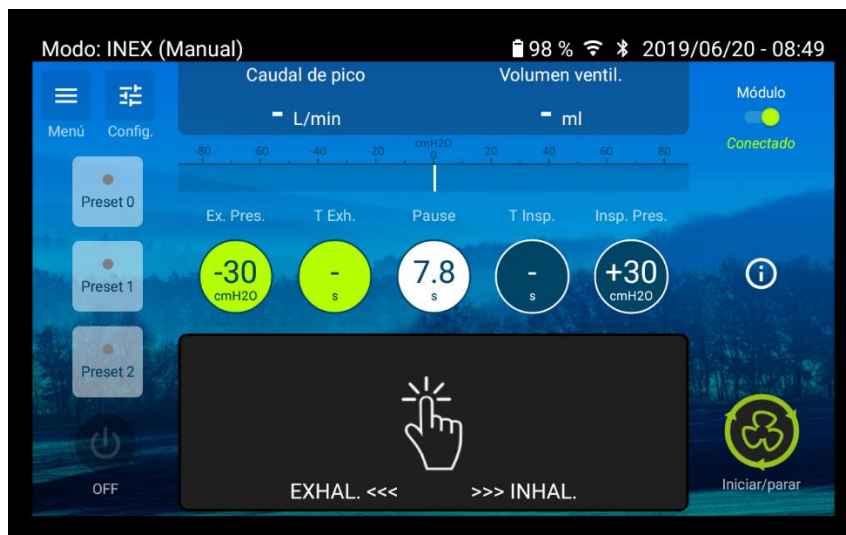 Modo: INEX (Manual)
98 %
2019/06/20 - 08:49
Menú
Config.
Caudal de pico
- L/min
Volumen ventil.
- ml
Módulo
Conectado
cmH2O
-80 -60 -40 -20 0 20 40 60 80
Preset 0
Preset 1
Preset 2
Ex. Pres.
T Exh.
Pause
T Insp.
Insp. Pres.
-30
cmH2O
-
s
7.8
s
-
s
+30
cmH2O
EXHAL. <<<
>>> INHAL.
OFF
Iniciar/parar